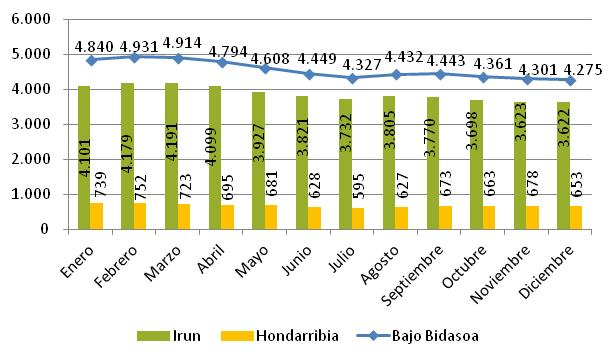 6.000
5.000
4.000
3.000
2.000
1.000
0
4.840 4.931 4.914 4.794 4.608 4.449 4.327 4.432 4.443 4.361 4.301 4.275
4.101 4.179 4.191 4.099 3.927 3.821 3.732 3.805 3.770 3.698 3.623 3.622
739 752 723 695 681 628 595 627 673 663 678 653
Enero Febrero Marzo Abril Mayo Junio Julio Agosto Septiembre Octubre Noviembre Diciembre
Irun Hondarribia Bajo Bidasoa